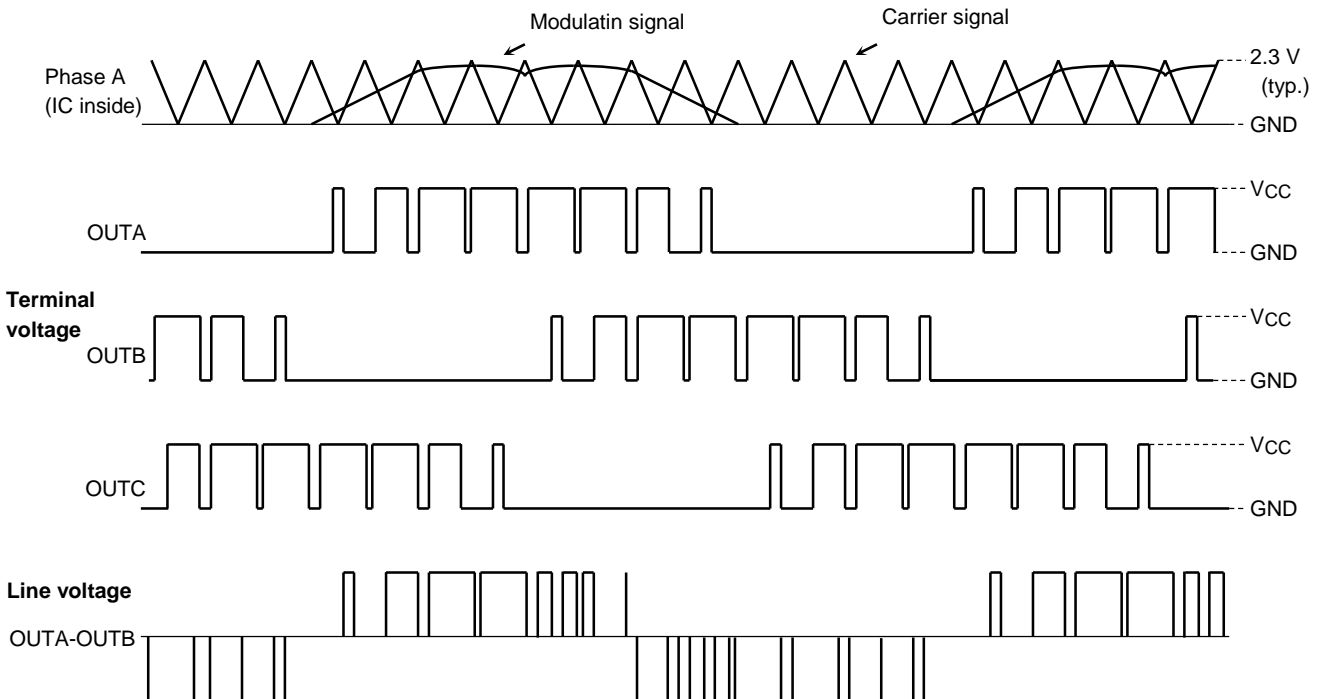 Modulatin signal
Carrier signal
Phase A
(IC inside)
2.3 V
(typ.)
GND
OUTA
VCC
GND
Terminal
voltage
OUTB
VCC
GND
OUTC
VCC
GND
Line voltage
OUTA-OUTB